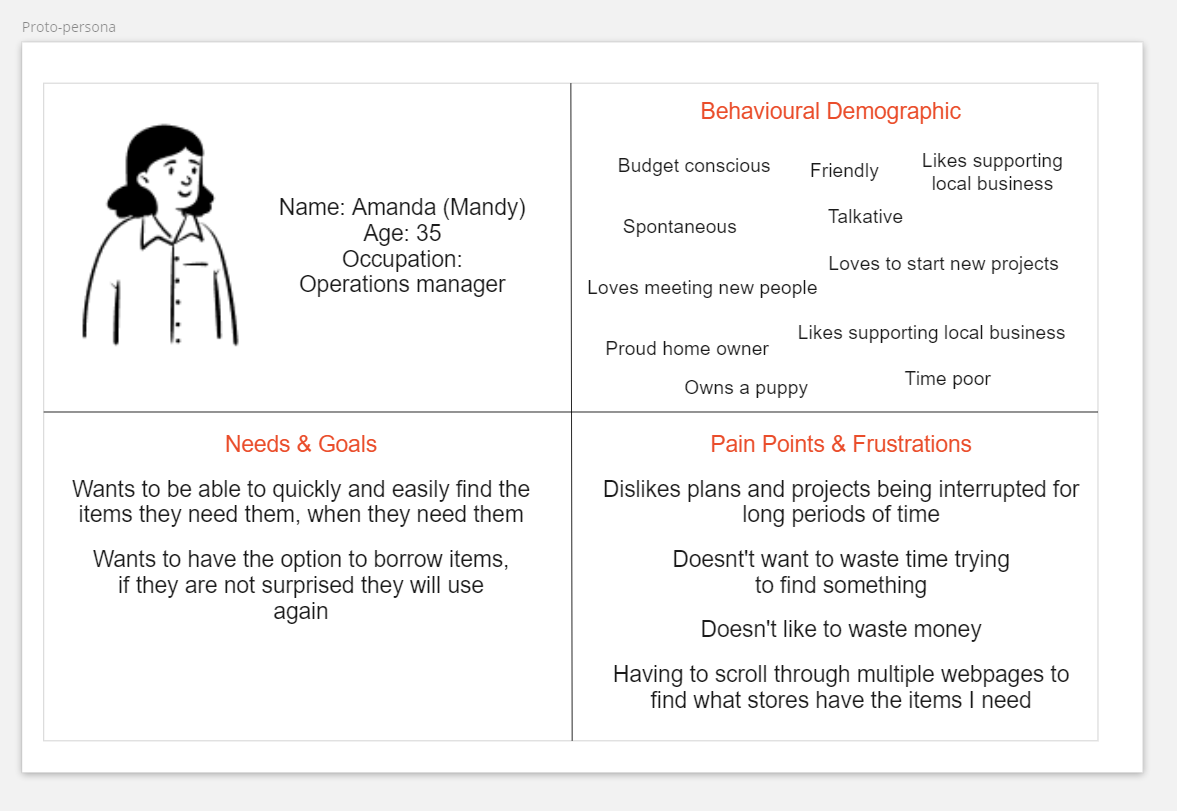 Proto-persona
Name: Amanda (Mandy)
Age: 35
Occupation:
Operations manager
Behavioural Demographic
Budget conscious
Friendly
Likes supporting
local business
Spontaneous
Talkative
Loves to start new projects
Loves meeting new people
Likes supporting local business
Proud home owner
Time poor
Owns a puppy
Needs & Goals
Wants to be able to quickly and easily find the
items they need them, when they need them
Wants to have the option to borrow items,
if they are not surprised they will use
again
Pain Points & Frustrations
Dislikes plans and projects being interrupted for
long periods of time
Doesnt't want to waste time trying
to find something
Doesn't like to waste money
Having to scroll through multiple webpages to
find what stores have the items I need